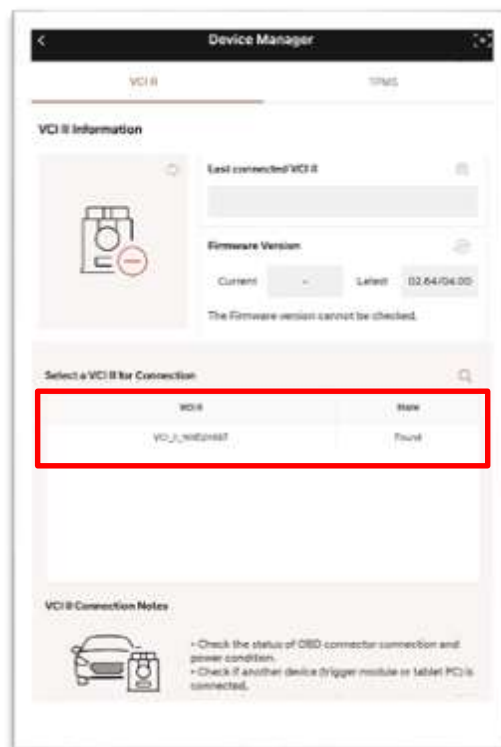 Device Manager
VCI II
TPMS
VCI II Information
Last connected VCI II
Firmware Version
Current - Latest 02.64/04.00
The Firmware version cannot be checked.
Select a VCI II for Connection
VCI II State
Found
VCI II Connection Notes
• Check the status of OBD connector connection and
power condition.
• Check if another device (trigger module or tablet PC) is
connected.